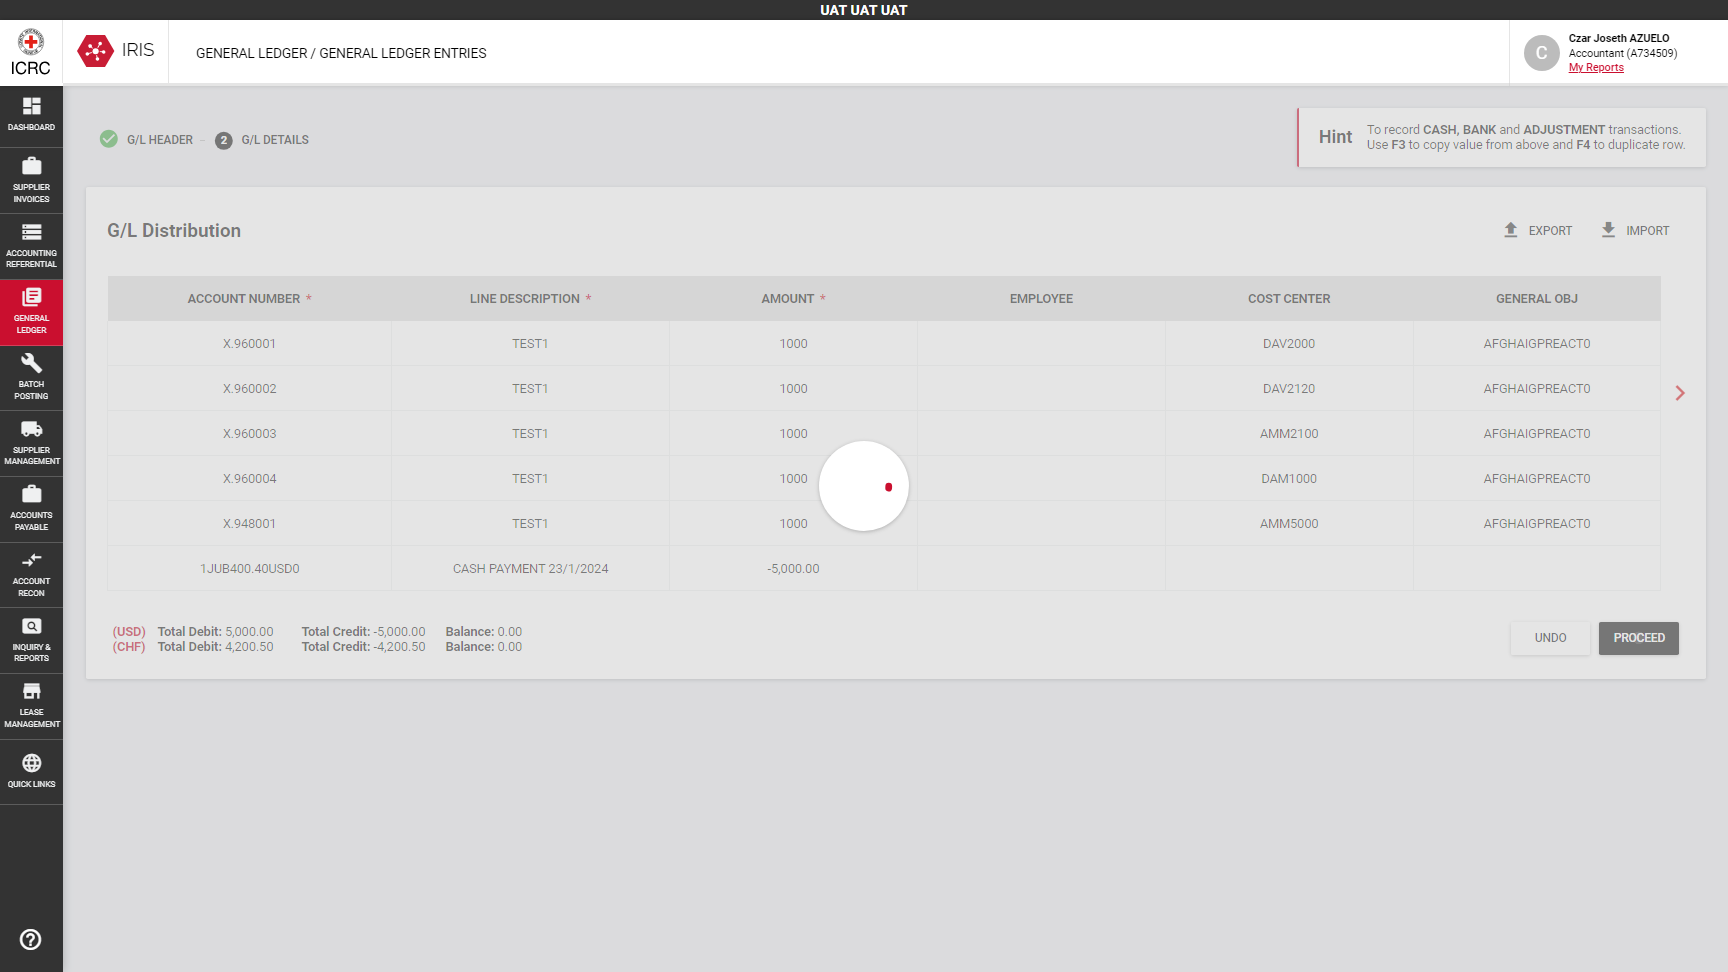 UAT UAT UAT
ICRC
IRIS
GENERAL LEDGER / GENERAL LEDGER ENTRIES
C
Czar Joseth AZUELO
Accountant (A734509)
My Reports
DASHBOARD
SUPPLIER
INVOICES
ACCOUNTING
REFERENTIAL
GENERAL
LEDGER
BATCH
POSTING
SUPPLIER
MANAGEMENT
ACCOUNTS
PAYABLE
ACCOUNT
RECON
INQUIRY &
REPORTS
LEASE
MANAGEMENT
QUICK LINKS
G/L HEADER - 2 G/L DETAILS
Hint
To record CASH, BANK and ADJUSTMENT transactions.
Use F3 to copy value from above and F4 to duplicate row.
G/L Distribution
EXPORT IMPORT
ACCOUNT NUMBER * LINE DESCRIPTION * AMOUNT * EMPLOYEE COST CENTER GENERAL OBJ
X.960001 TEST1 1000 DAV2000 AFGHAIGPREACT0
X.960002 TEST1 1000 DAV2120 AFGHAIGPREACT0
X.960003 TEST1 1000 AMM2100 AFGHAIGPREACT0
X.960004 TEST1 1000 DAM1000 AFGHAIGPREACT0
X.948001 TEST1 1000 AMM5000 AFGHAIGPREACT0
1JUB400.40USD0 CASH PAYMENT 23/1/2024 -5,000.00
(USD) Total Debit: 5,000.00 Total Credit: -5,000.00 Balance: 0.00
(CHF) Total Debit: 4,200.50 Total Credit: -4,200.50 Balance: 0.00
UNDO PROCEED